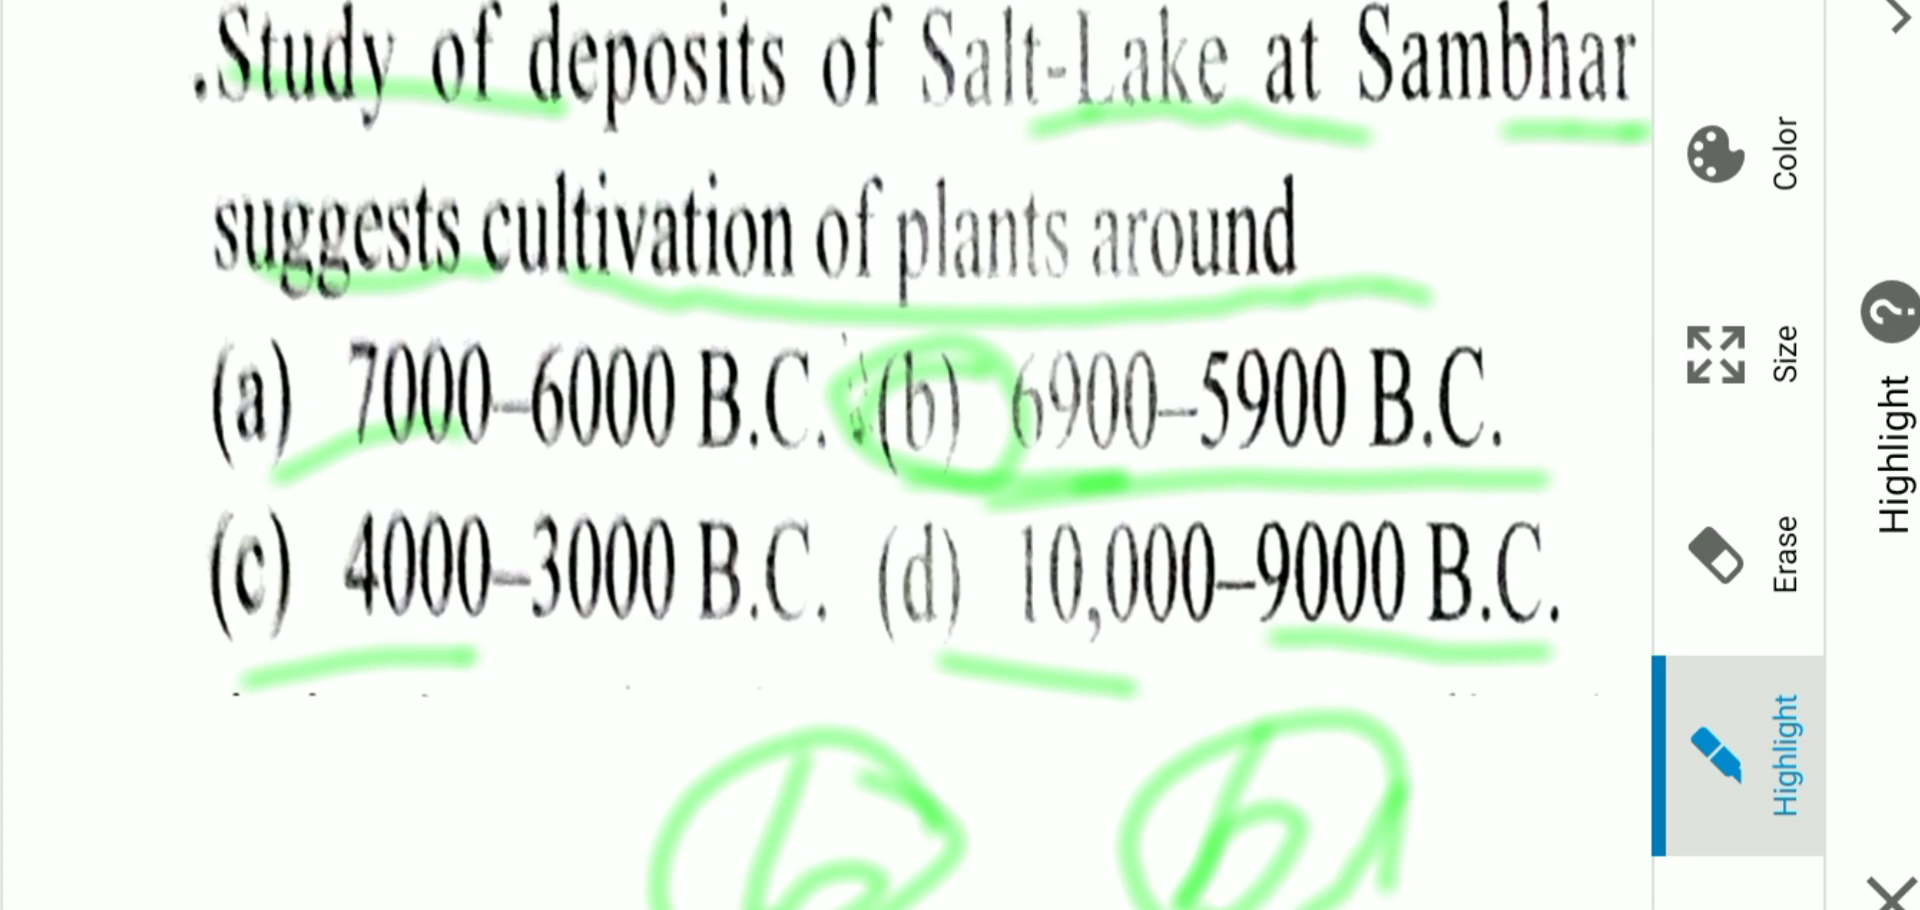 .Study of deposits of Salt-Lake at Sambhar
suggests cultivation of plants around
(a) 7000–6000 B.C. (b) 6900–5900 B.C.
(c) 4000–3000 B.C. (d) 10,000–9000 B.C.
b b
Color
Size
Erase
Highlight
Highlight ?